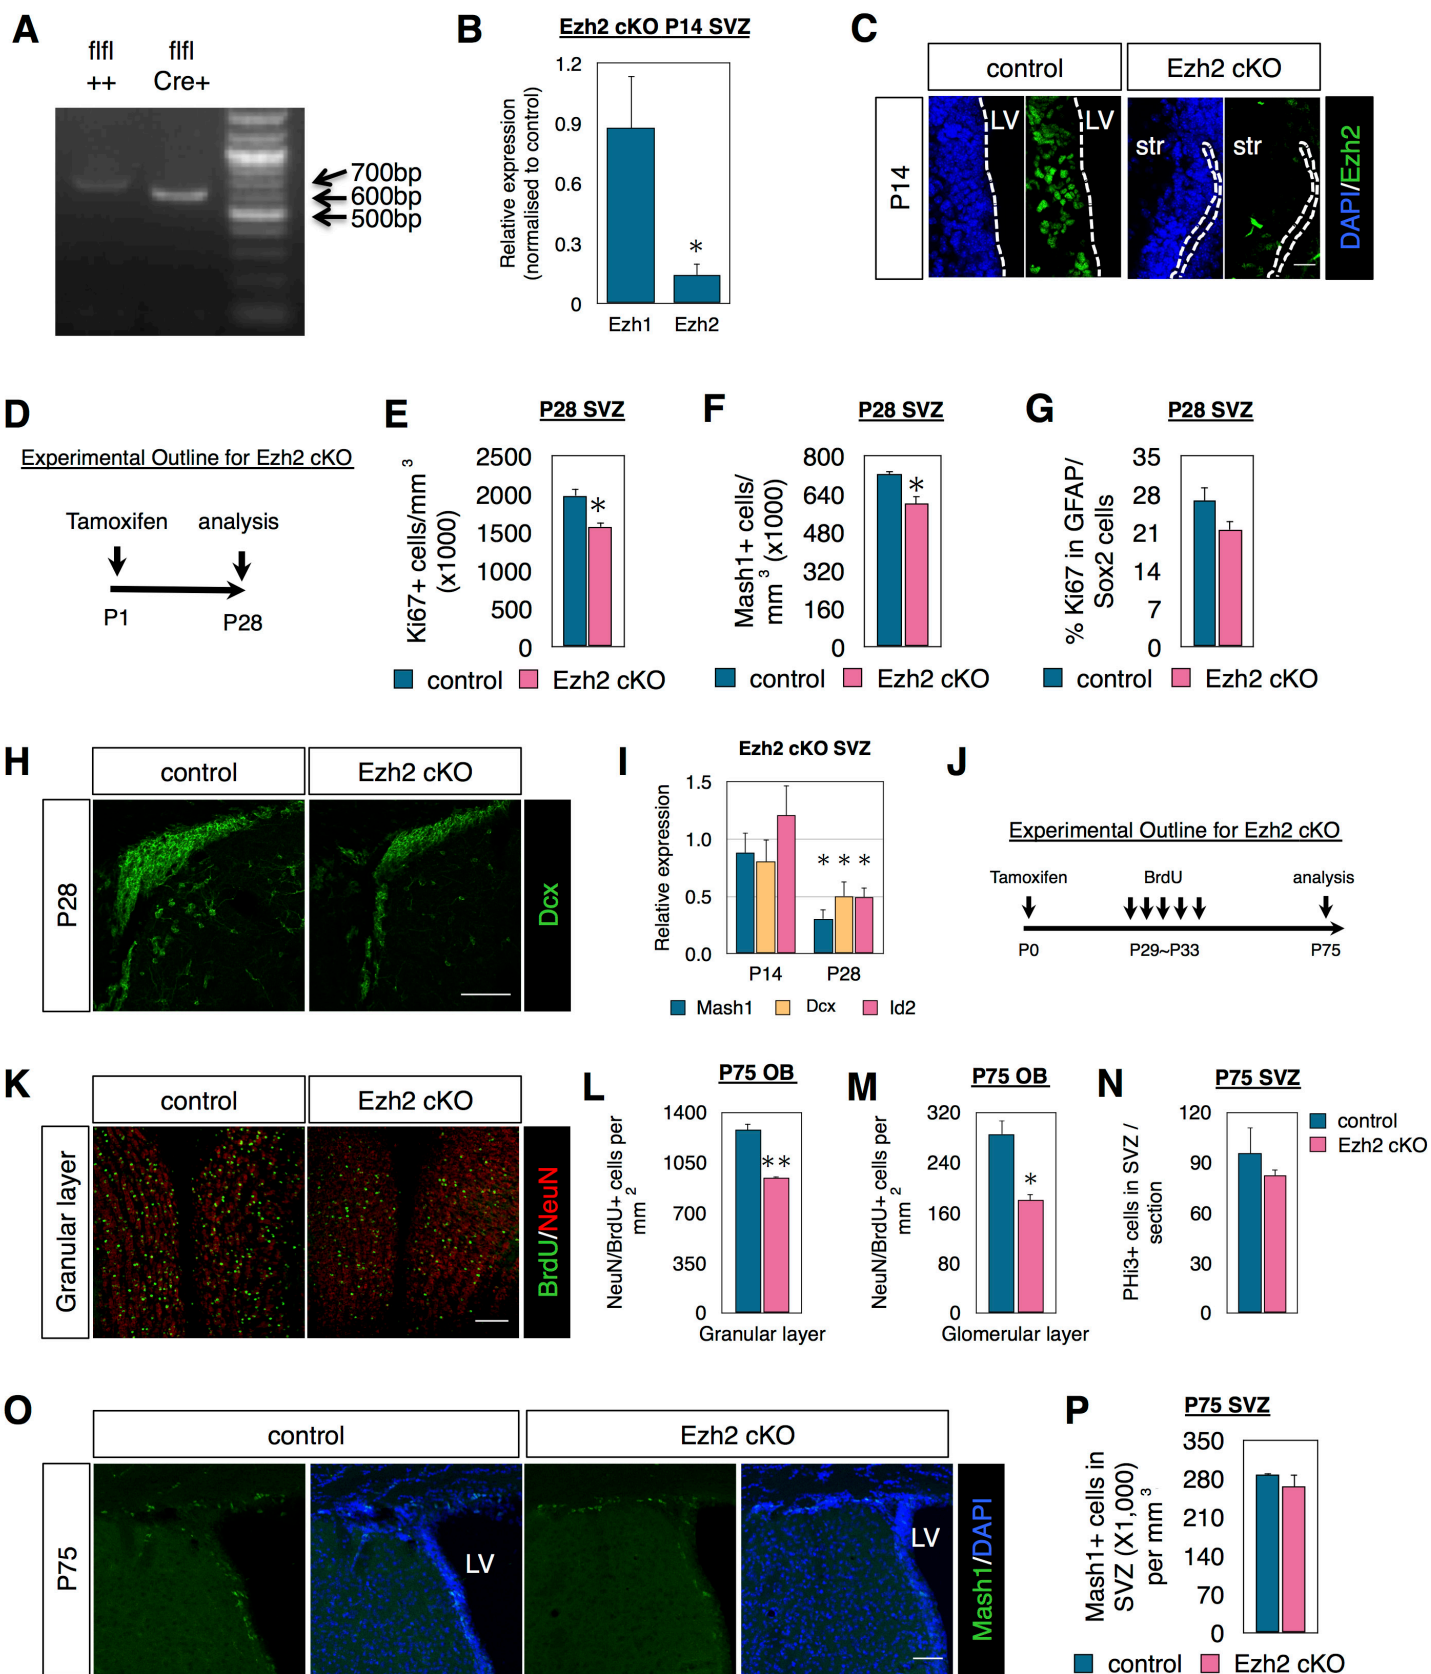 A
flfl
++
flfl
Cre+
700bp
600bp
500bp
B
Ezh2 cKO P14 SVZ
Relative expression
(normalised to control)
1.2
0.9
0.6
0.3
0
*
Ezh1
Ezh2
C
control
Ezh2 cKO
P14
LV
LV
str
str
DAPI/Ezh2
D
Experimental Outline for Ezh2 cKO
Tamoxifen
analysis
P1
P28
E
P28 SVZ
Ki67+ cells/mm³
(x1000)
2500
2000
1500
1000
500
0
*
control
Ezh2 cKO
F
P28 SVZ
Mash1+ cells/
mm³ (x1000)
800
640
480
320
160
0
*
control
Ezh2 cKO
G
P28 SVZ
% Ki67 in GFAP/
Sox2 cells
35
28
21
14
7
0
control
Ezh2 cKO
H
control
Ezh2 cKO
P28
Dcx
I
Ezh2 cKO SVZ
Relative expression
1.5
1.0
0.5
0.0
* * *
P14
P28
Mash1
Dcx
Id2
J
Experimental Outline for Ezh2 cKO
Tamoxifen
BrdU
analysis
P0
P29~P33
P75
K
control
Ezh2 cKO
Granular layer
BrdU/NeuN
L
P75 OB
NeuN/BrdU+ cells per
mm²
1400
1050
700
350
0
**
Granular layer
M
P75 OB
NeuN/BrdU+ cells per
mm²
320
240
160
80
0
*
Glomerular layer
N
P75 SVZ
PHi3+ cells in SVZ /
section
120
90
60
30
0
control
Ezh2 cKO
O
control
Ezh2 cKO
P75
LV
LV
Mash1/DAPI
P
P75 SVZ
Mash1+ cells in
SVZ (X1,000)
per mm³
350
280
210
140
70
0
control
Ezh2 cKO